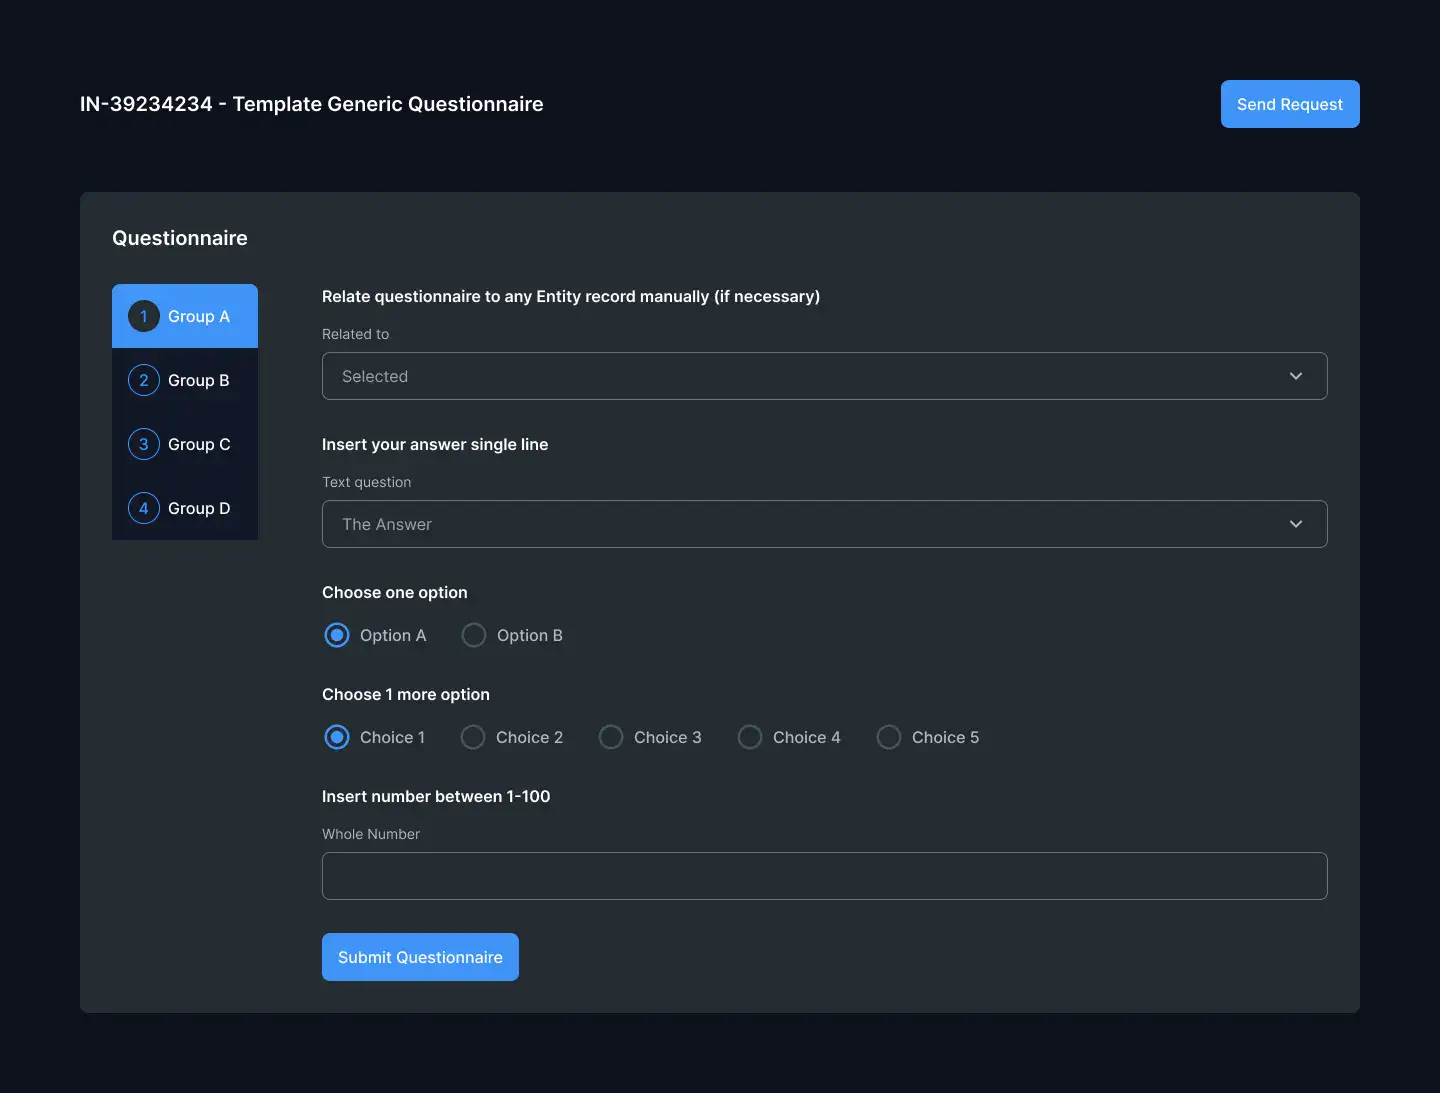 IN-39234234 - Template Generic Questionnaire
Send Request
Questionnaire
1 Group A
2 Group B
3 Group C
4 Group D
Relate questionnaire to any Entity record manually (if necessary)
Related to
Selected
Insert your answer single line
Text question
The Answer
Choose one option
Option A Option B
Choose 1 more option
Choice 1 Choice 2 Choice 3 Choice 4 Choice 5
Insert number between 1-100
Whole Number
Submit Questionnaire